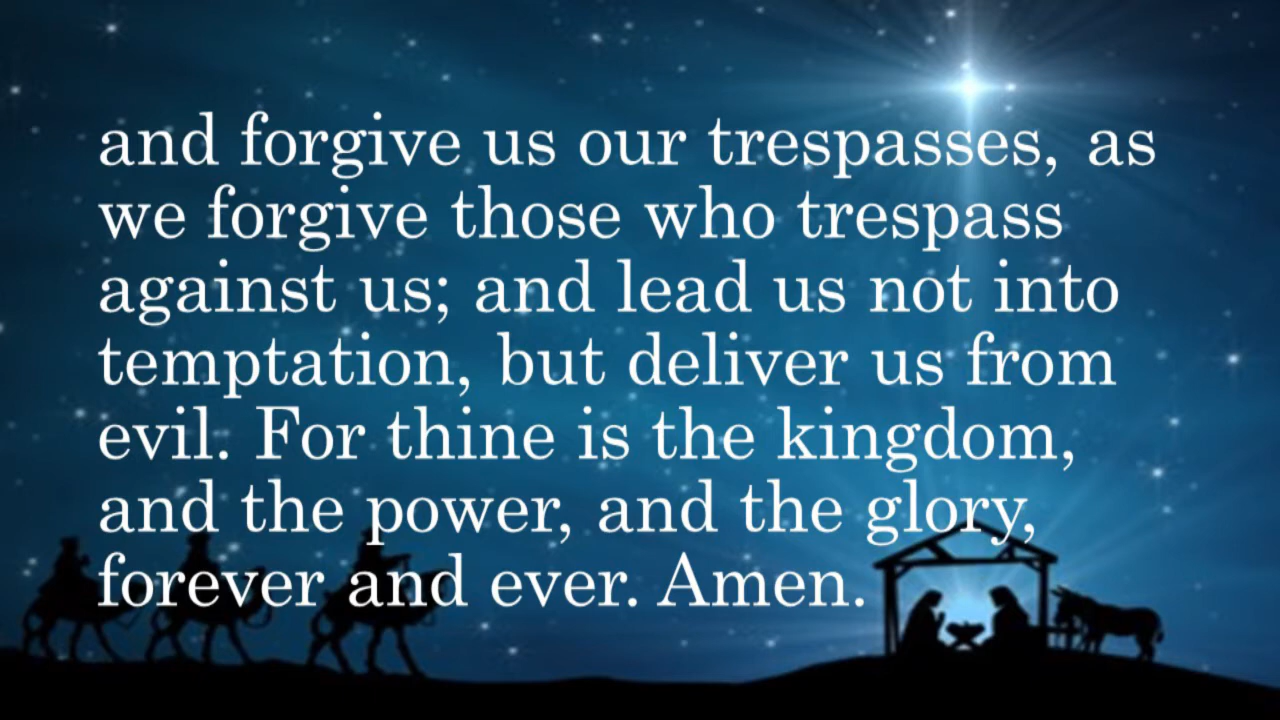 and forgive us our trespasses, as
we forgive those who trespass
against us; and lead us not into
temptation, but deliver us from
evil. For thine is the kingdom,
and the power, and the glory,
forever and ever. Amen.